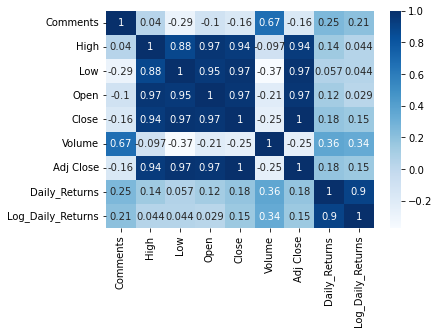 Comments 1 0.04 -0.29 -0.1 -0.16 0.67 -0.16 0.25 0.21
High 0.04 1 0.88 0.97 0.94 -0.097 0.94 0.14 0.044
Low -0.29 0.88 1 0.95 0.97 -0.37 0.97 0.057 0.044
Open -0.1 0.97 0.95 1 0.97 -0.21 0.97 0.12 0.029
Close -0.16 0.94 0.97 0.97 1 -0.25 1 0.18 0.15
Volume 0.67 -0.097 -0.37 -0.21 -0.25 1 -0.25 0.36 0.34
Adj Close -0.16 0.94 0.97 0.97 1 -0.25 1 0.18 0.15
Daily_Returns 0.25 0.14 0.057 0.12 0.18 0.36 0.18 1 0.9
Log_Daily_Returns 0.21 0.044 0.044 0.029 0.15 0.34 0.15 0.9 1
Comments
High
Low
Open
Close
Volume
Adj Close
Daily_Returns
Log_Daily_Returns
1.0
0.8
0.6
0.4
0.2
0.0
-0.2